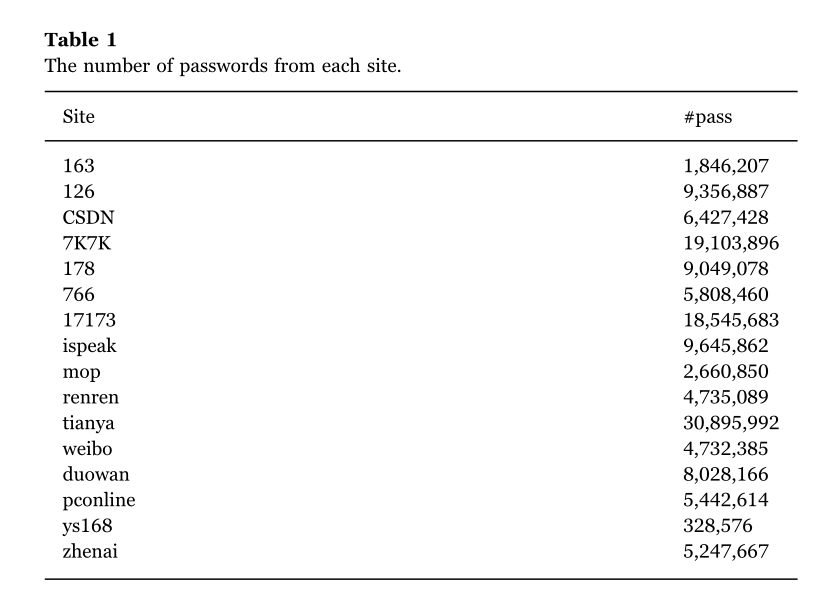 Table 1
The number of passwords from each site.
Site #pass
163 1,846,207
126 9,356,887
CSDN 6,427,428
7K7K 19,103,896
178 9,049,078
766 5,808,460
17173 18,545,683
ispeak 9,645,862
mop 2,660,850
renren 4,735,089
tianya 30,895,992
weibo 4,732,385
duowan 8,028,166
pconline 5,442,614
ys168 328,576
zhenai 5,247,667